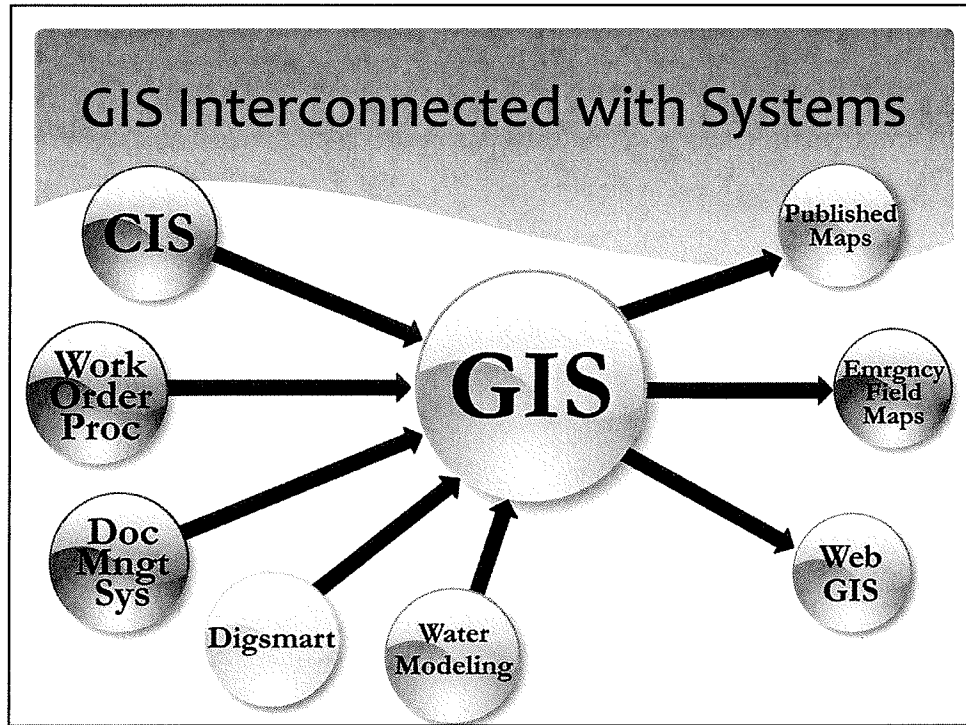 GIS Interconnected with Systems
CIS
Published
Maps
Work
Order
Proc
GIS
Emrgncy
Field
Maps
Doc
Mngt
Sys
Web
GIS
Digsmart
Water
Modeling